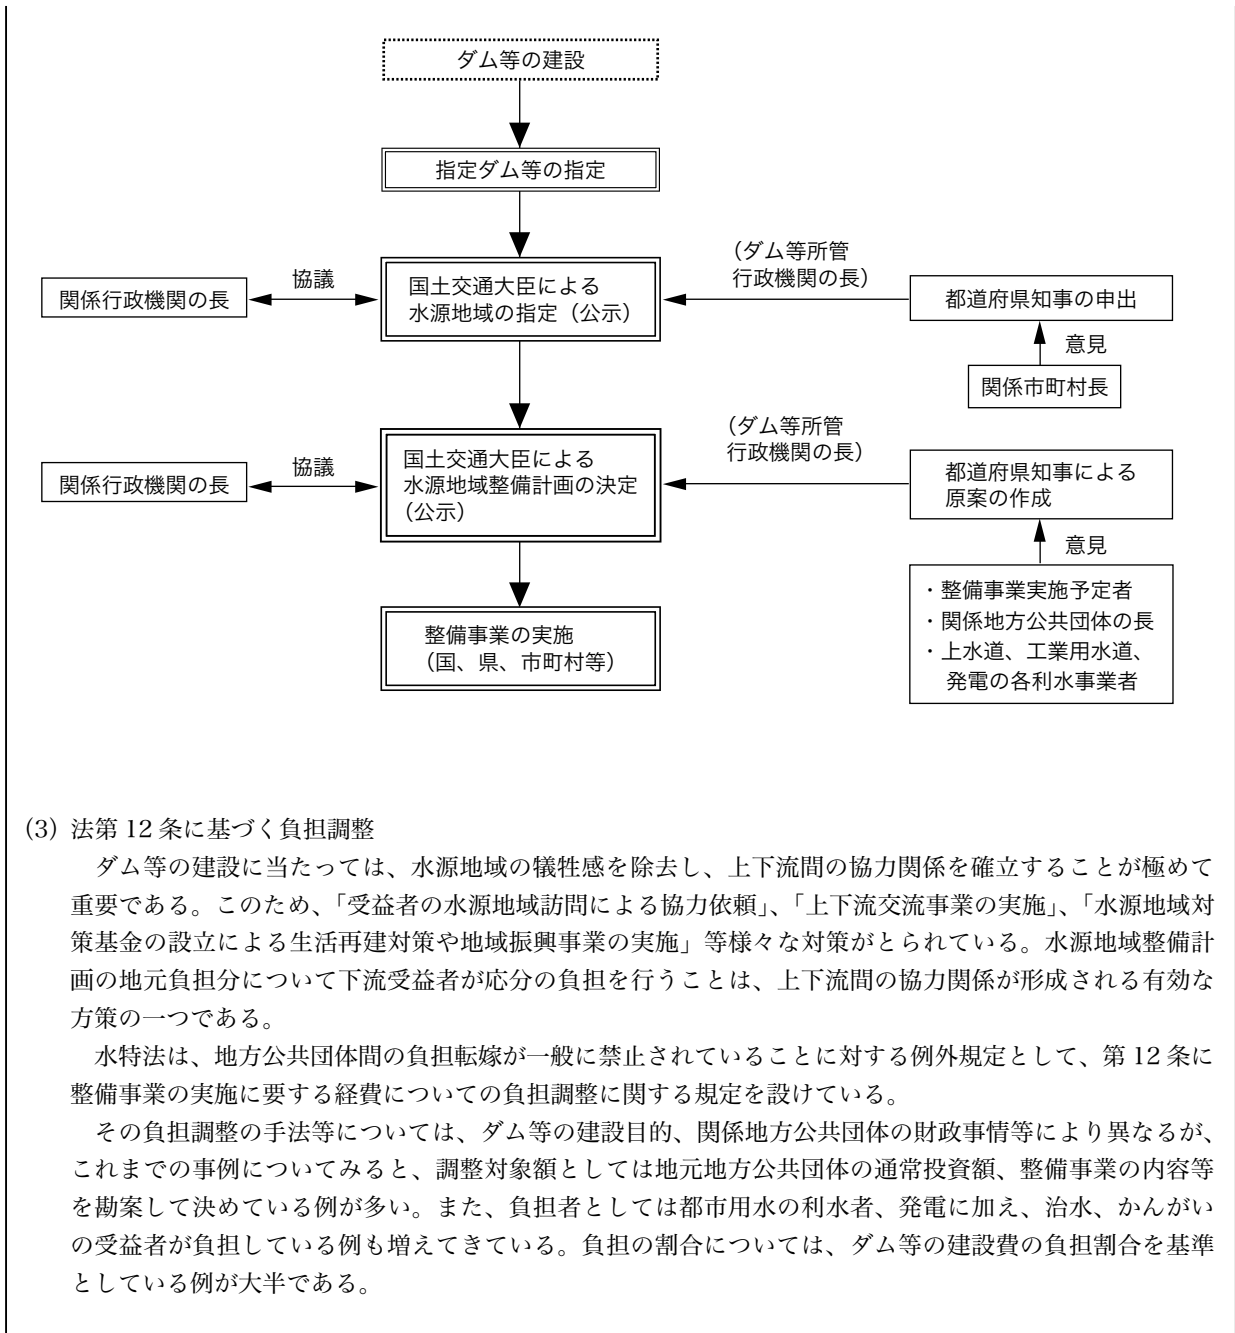 ダム等の建設
指定ダム等の指定
(ダム等所管
行政機関の長)
関係行政機関の長
協議
国土交通大臣による
水源地域の指定(公示)
都道府県知事の申出
意見
関係市町村長
(ダム等所管
行政機関の長)
関係行政機関の長
協議
国土交通大臣による
水源地域整備計画の決定
(公示)
都道府県知事による
原案の作成
意見
・整備事業実施予定者
・関係地方公共団体の長
・上水道、工業用水道、
発電の各利水事業者
整備事業の実施
(国、県、市町村等)
(3) 法第 12 条に基づく負担調整
ダム等の建設に当たっては、水源地域の犠牲感を除去し、上下流間の協力関係を確立することが極めて
重要である。このため、「受益者の水源地域訪問による協力依頼」、「上下流交流事業の実施」、「水源地域対
策基金の設立による生活再建対策や地域振興事業の実施」等様々な対策がとられている。水源地域整備計
画の地元負担分について下流受益者が応分の負担を行うことは、上下流間の協力関係が形成される有効な
方策の一つである。
水特法は、地方公共団体間の負担転嫁が一般に禁止されていることに対する例外規定として、第 12 条に
整備事業の実施に要する経費についての負担調整に関する規定を設けている。
その負担調整の手法等については、ダム等の建設目的、関係地方公共団体の財政事情等により異なるが、
これまでの事例についてみると、調整対象額としては地元地方公共団体の通常投資額、整備事業の内容等
を勘案して決めている例が多い。また、負担者としては都市用水の利水者、発電に加え、治水、かんがい
の受益者が負担している例も増えてきている。負担の割合については、ダム等の建設費の負担割合を基準
としている例が大半である。